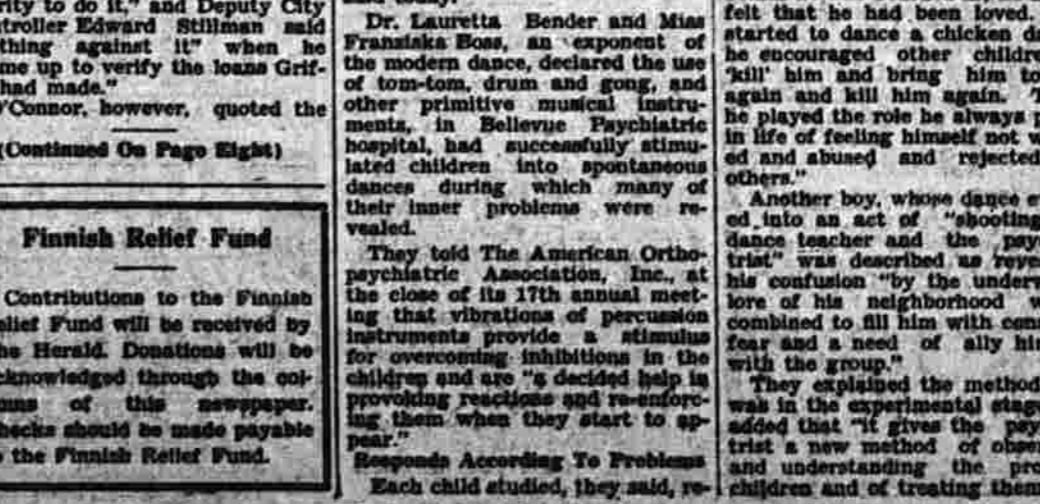 rity to do it," and Deputy City
troller Edward Stillman said
thing against it" when he
me up to verify the loans Grif-
had made."
O'Connor, however, quoted the
(Continued On Page Eight)
Finnish Relief Fund
Contributions to the Finnish
elief Fund will be received by
he Herald. Donations will be
cknowledged through the col-
mns of this newspaper.
hecks should be made payable
o the Finnish Relief Fund.
Dr. Lauretta Bender and Miss
Franziska Boas, an exponent of
the modern dance, declared the use
of tom-tom, drum and gong, and
other primitive musical instru-
ments, in Bellevue Psychiatric
hospital, had successfully stimu-
lated children into spontaneous
dances during which many of
their inner problems were re-
vealed.
They told The American Ortho-
psychiatric Association, Inc., at
the close of its 17th annual meet-
ing that vibrations of percussion
instruments provide a stimulus
for overcoming inhibitions in the
children and are "a decided help in
provoking reactions and re-enforc-
ing them when they start to ap-
pear."
Responds According To Problems
Each child studied, they said, re-
felt that he had been loved.
started to dance a chicken da
he encouraged other childre
'kill' him and bring him to
again and kill him again.
he played the role he always p
in life of feeling himself not w
ed and abused and rejected
others."
Another boy, whose dance e
ed into an act of "shooting
dance teacher and the psy
trist" was described as reve
his confusion "by the under
lore of his neighborhood w
combined to fill him with con
fear and a need of ally hi
with the group."
They explained the method
was in the experimental stage
added that "it gives the psy
trist a new method of obser
and understanding the pro
children and of treating them